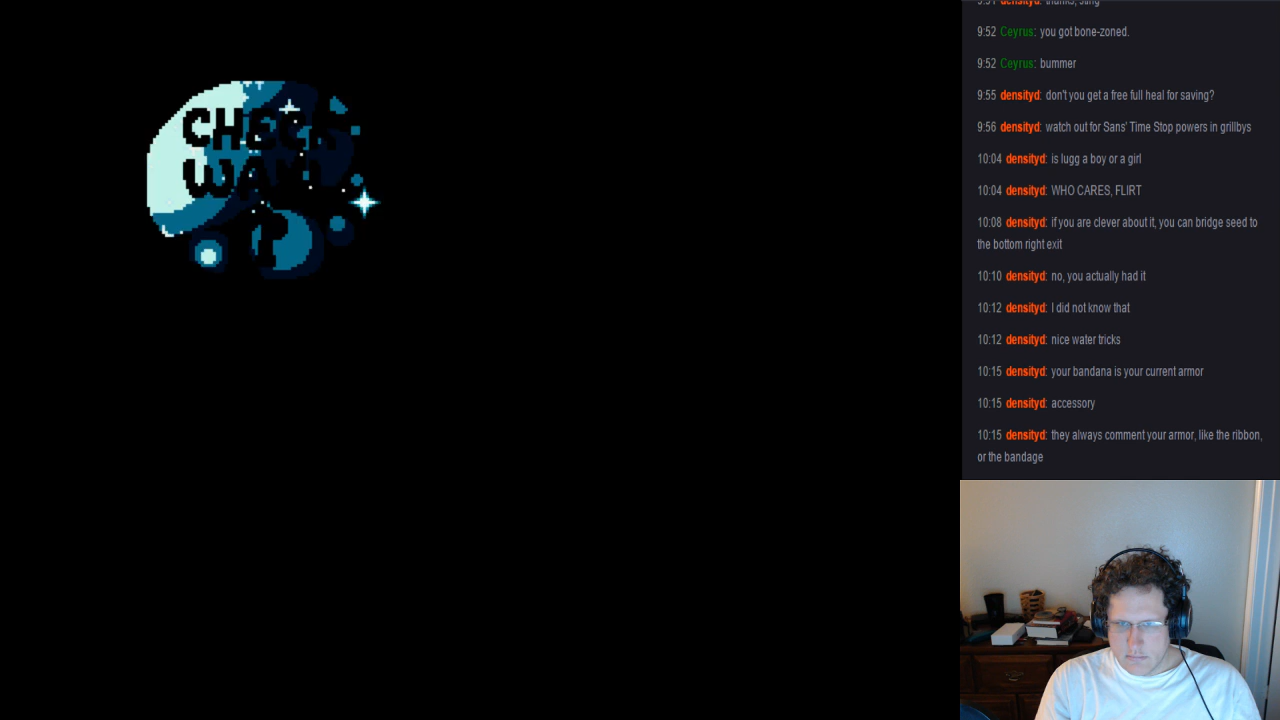 9:52 Ceyrus: you got bone-zoned.
9:52 Ceyrus: bummer
9:55 densityd: don't you get a free full heal for saving?
9:56 densityd: watch out for Sans' Time Stop powers in grillbys
10:04 densityd: is lugg a boy or a girl
10:04 densityd: WHO CARES, FLIRT
10:08 densityd: if you are clever about it, you can bridge seed to
the bottom right exit
10:10 densityd: no, you actually had it
10:12 densityd: I did not know that
10:12 densityd: nice water tricks
10:15 densityd: your bandana is your current armor
10:15 densityd: accessory
10:15 densityd: they always comment your armor, like the ribbon,
or the bandage